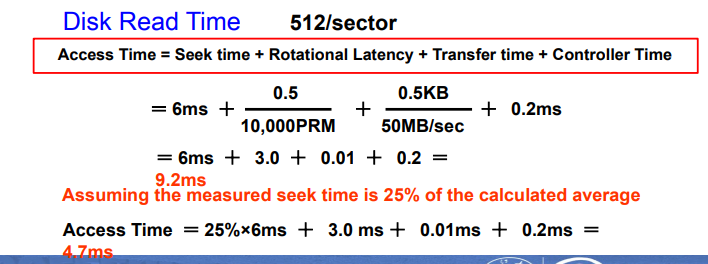 Disk Read Time 512/sector
Access Time = Seek time + Rotational Latency + Transfer time + Controller Time
= 6ms + 0.5 / 10,000PRM + 0.5KB / 50MB/sec + 0.2ms
= 6ms + 3.0 + 0.01 + 0.2 =
9.2ms
Assuming the measured seek time is 25% of the calculated average
Access Time = 25%×6ms + 3.0 ms + 0.01ms + 0.2ms =
4.7ms